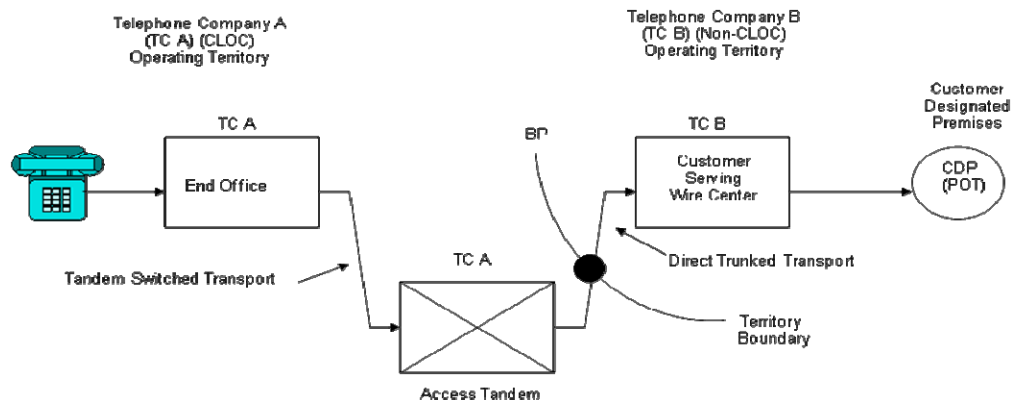 Telephone Company A
(TC A) (CLOC)
Operating Territory
Telephone Company B
(TC B) (Non-CLOC)
Operating Territory
Customer
Designated
Premises
TC A
BP
TC B
End Office
Customer
Serving
Wire Center
CDP
(POT)
Tandem Switched Transport
TC A
Direct Trunked Transport
Territory
Boundary
Access Tandem